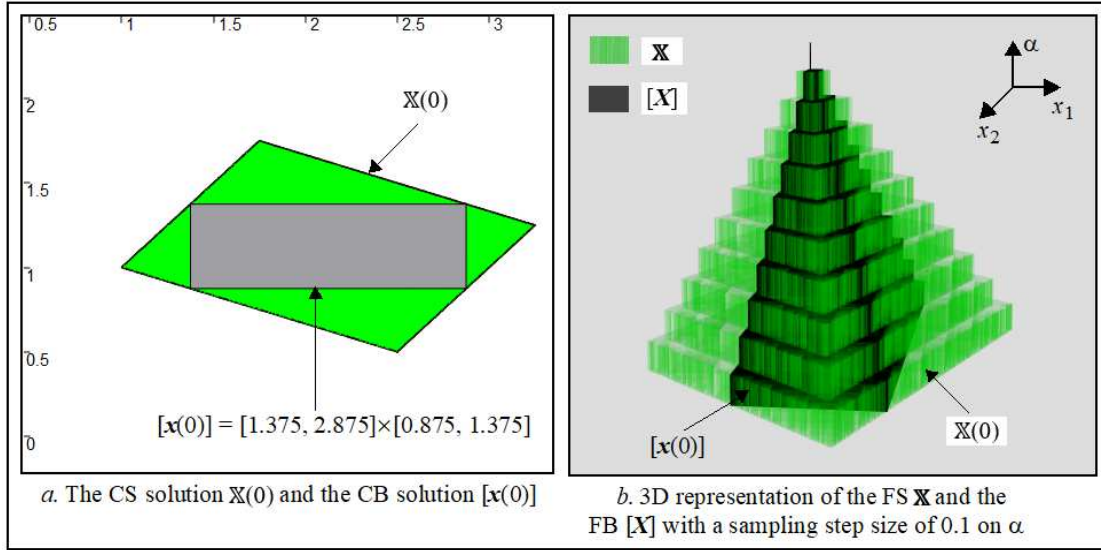 0.5 1 1.5 2 2.5 3
2
1.5
1
0.5
0
𝕏(0)
[x(0)] = [1.375, 2.875]×[0.875, 1.375]
a. The CS solution 𝕏(0) and the CB solution [x(0)]
𝕏
[X]
α
x₁
x₂
[x(0)]
𝕏(0)
b. 3D representation of the FS 𝕏 and the
FB [X] with a sampling step size of 0.1 on α